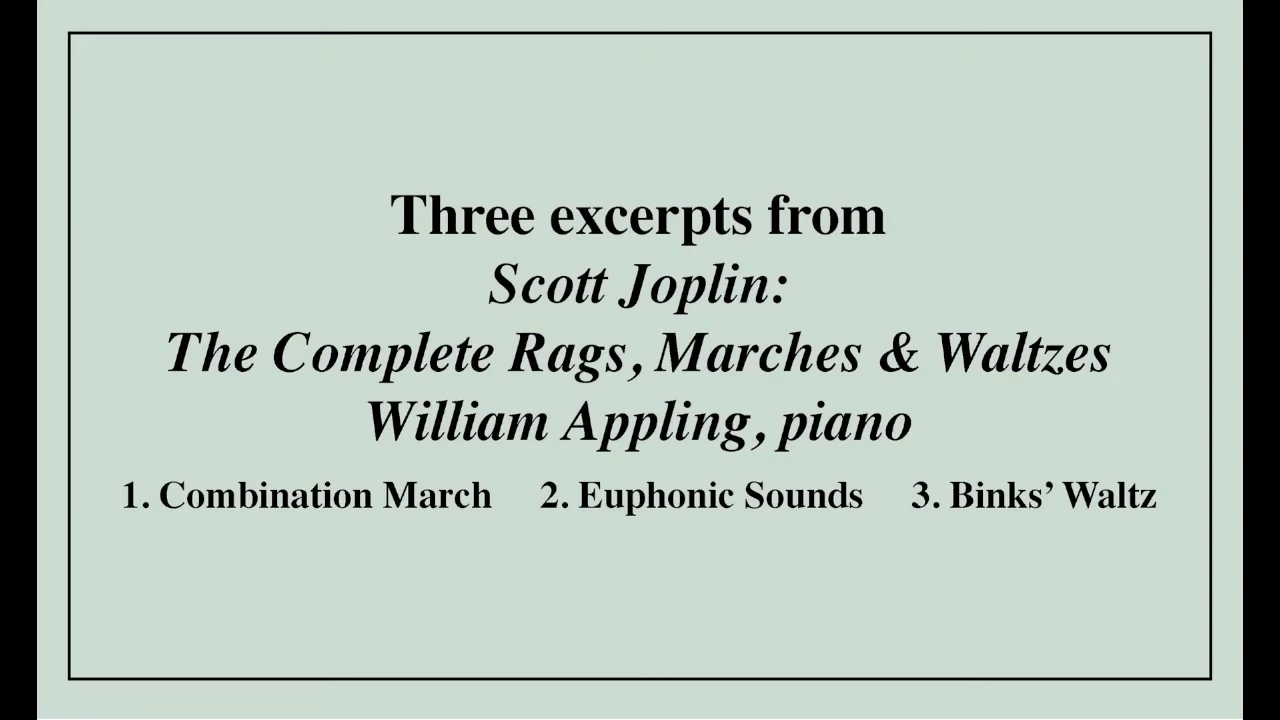 Three excerpts from
Scott Joplin:
The Complete Rags, Marches & Waltzes
William Appling, piano
1. Combination March 2. Euphonic Sounds 3. Binks’ Waltz